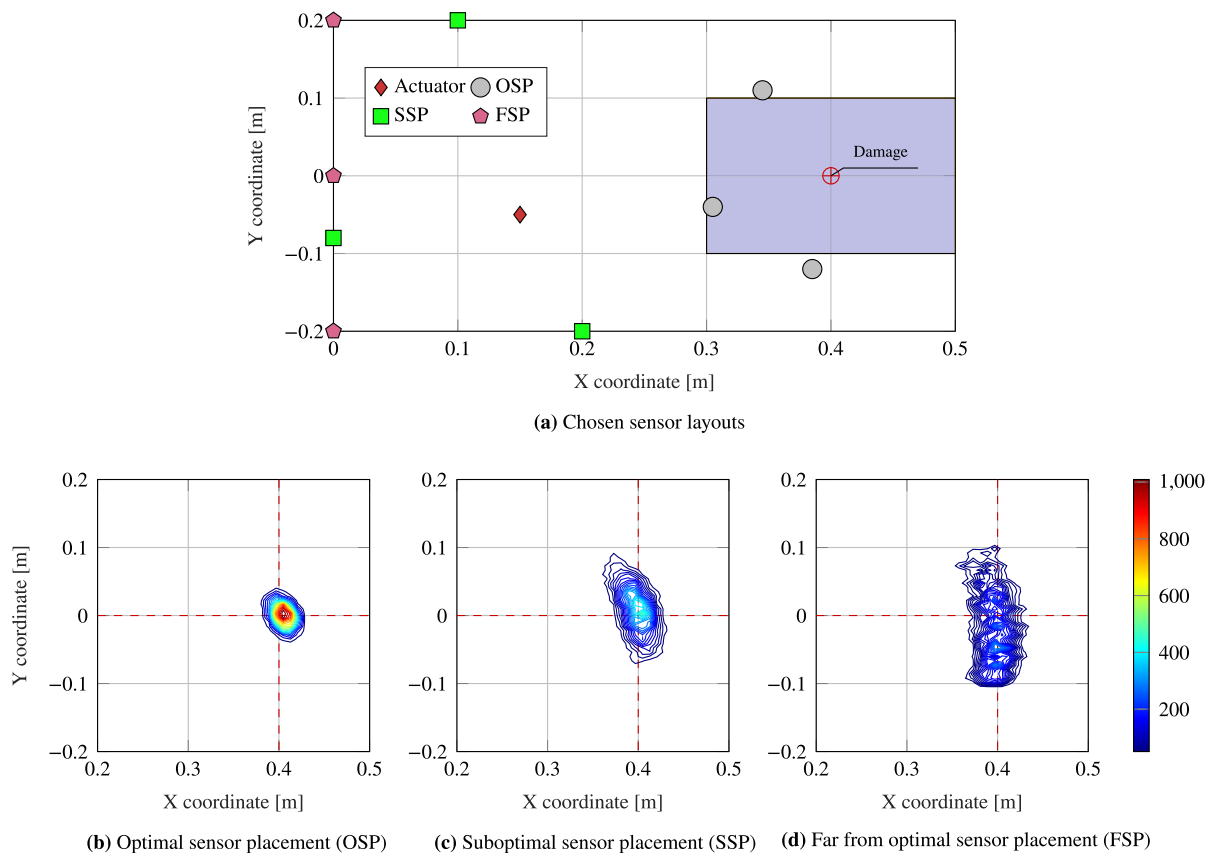 0.2
0.1
0
−0.1
−0.2
Y coordinate [m]
Actuator OSP
SSP FSP
Damage
0 0.1 0.2 0.3 0.4 0.5
X coordinate [m]
(a) Chosen sensor layouts
0.2
0.1
0
−0.1
−0.2
Y coordinate [m]
0.2 0.3 0.4 0.5
X coordinate [m]
(b) Optimal sensor placement (OSP)
0.2
0.1
0
−0.1
−0.2
0.2 0.3 0.4 0.5
X coordinate [m]
(c) Suboptimal sensor placement (SSP)
0.2
0.1
0
−0.1
−0.2
0.2 0.3 0.4 0.5
X coordinate [m]
(d) Far from optimal sensor placement (FSP)
1,000
800
600
400
200